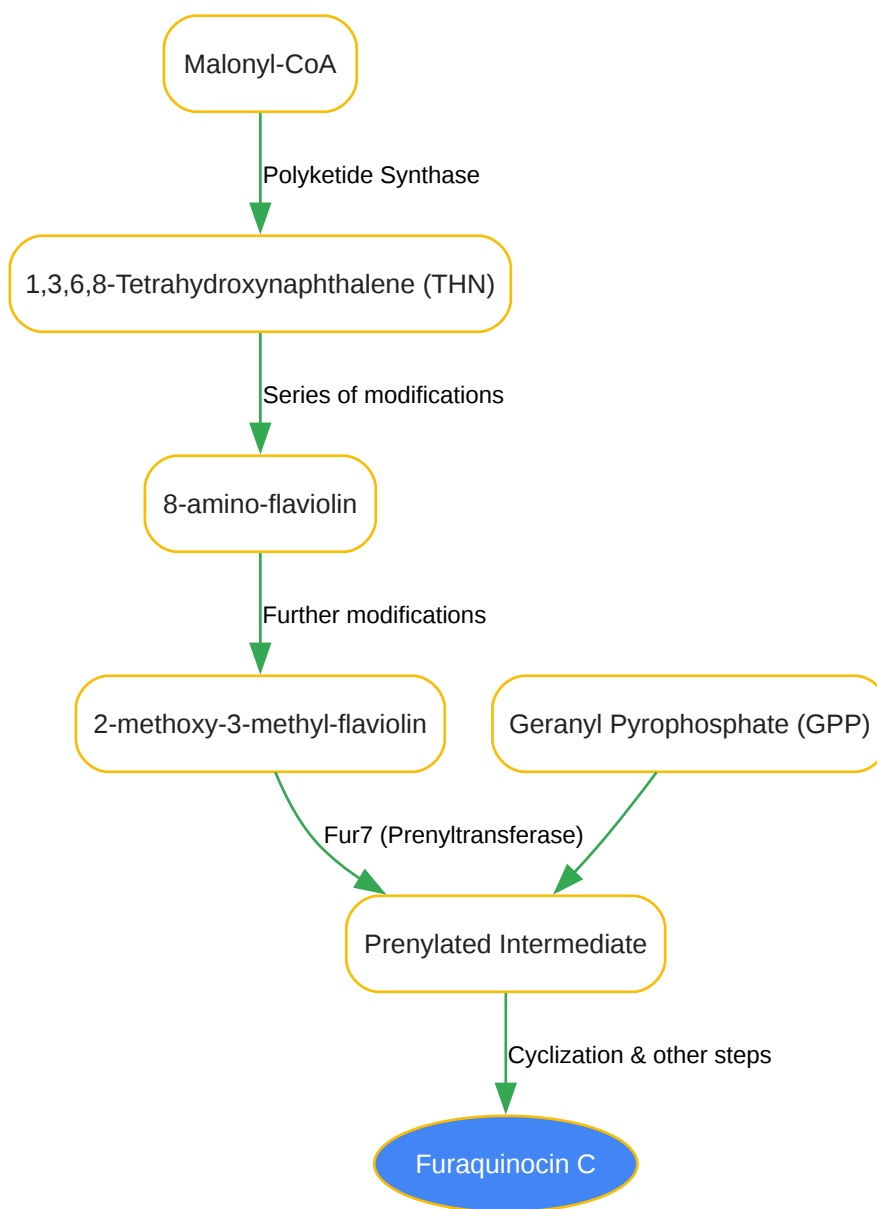 Malonyl-CoA
Polyketide Synthase
1,3,6,8-Tetrahydroxynaphthalene (THN)
Series of modifications
8-amino-flaviolin
Further modifications
2-methoxy-3-methyl-flaviolin
Geranyl Pyrophosphate (GPP)
Fur7 (Prenyltransferase)
Prenylated Intermediate
Cyclization & other steps
Furaquinocin C